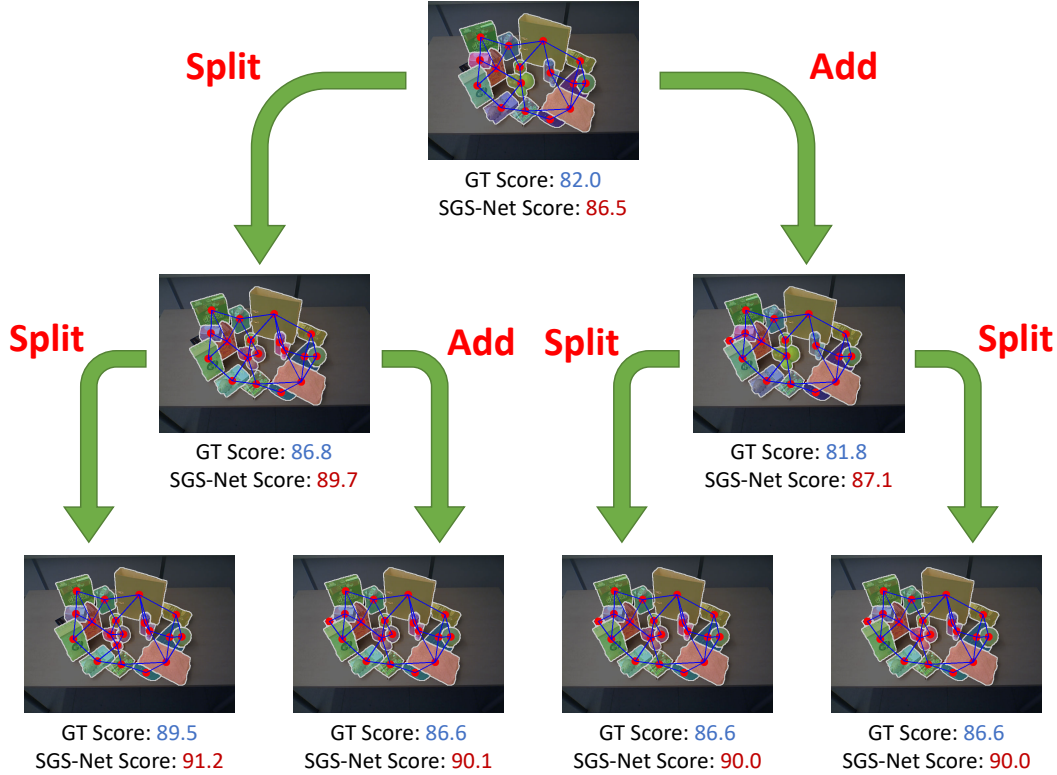 Split
Add
GT Score: 82.0
SGS-Net Score: 86.5
Split
Add
Split
Split
GT Score: 86.8
SGS-Net Score: 89.7
GT Score: 81.8
SGS-Net Score: 87.1
GT Score: 89.5
SGS-Net Score: 91.2
GT Score: 86.6
SGS-Net Score: 90.1
GT Score: 86.6
SGS-Net Score: 90.0
GT Score: 86.6
SGS-Net Score: 90.0